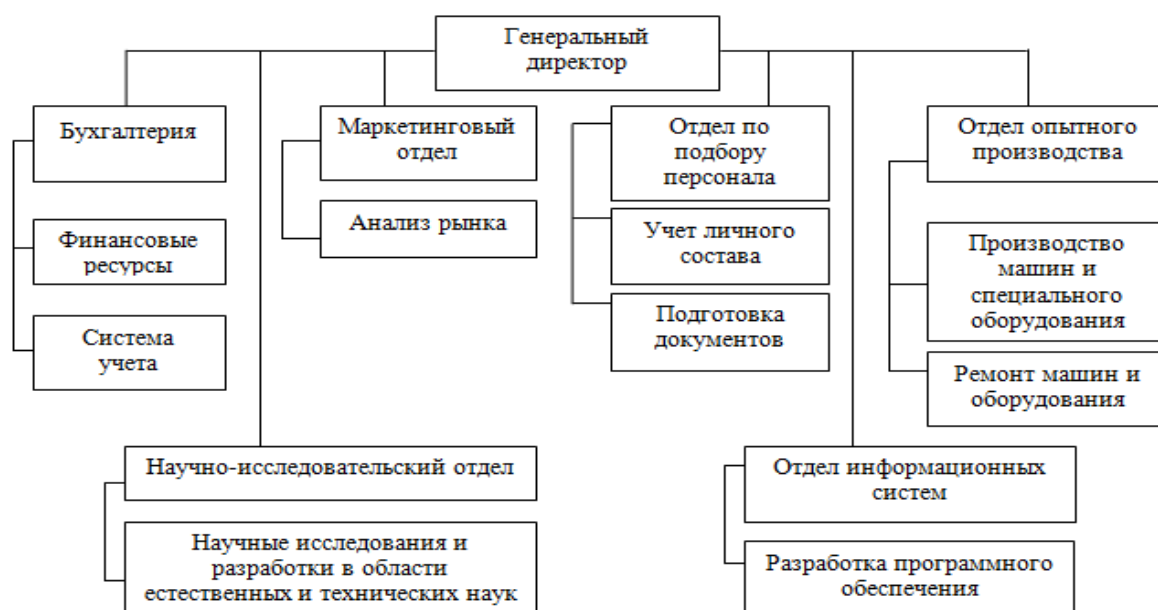 Генеральный
директор
Бухгалтерия
Маркетинговый
отдел
Отдел по
подбору
персонала
Отдел опытного
производства
Финансовые
ресурсы
Анализ рынка
Учет личного
состава
Производство
машин и
специального
оборудования
Система
учета
Подготовка
документов
Ремонт машин и
оборудования
Научно-исследовательский отдел
Отдел информационных
систем
Научные исследования и
разработки в области
естественных и технических наук
Разработка программного
обеспечения